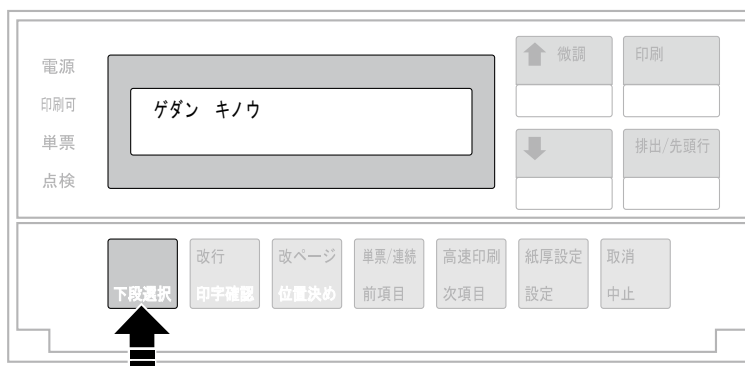 電源
印刷可
単票
点検
ゲダン キノウ
微調
印刷
排出/先頭行
下段選択
改行
印字確認
改ページ
位置決め
単票/連続
前項目
高速印刷
次項目
紙厚設定
設定
取消
中止